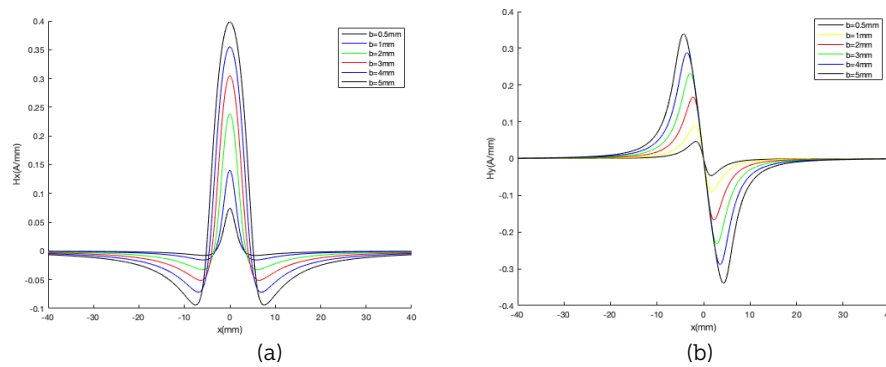 0.4
0.35
0.3
0.25
0.2
0.15
0.1
0.05
0
-0.05
-0.1
Hx(A/mm)
-40 -30 -20 -10 0 10 20 30 40
x(mm)
b=0.5mm
b=1mm
b=2mm
b=3mm
b=4mm
b=5mm
(a)
0.4
0.3
0.2
0.1
0
-0.1
-0.2
-0.3
-0.4
Hy(A/mm)
-40 -30 -20 -10 0 10 20 30 40
x(mm)
b=0.5mm
b=1mm
b=2mm
b=3mm
b=4mm
b=5mm
(b)